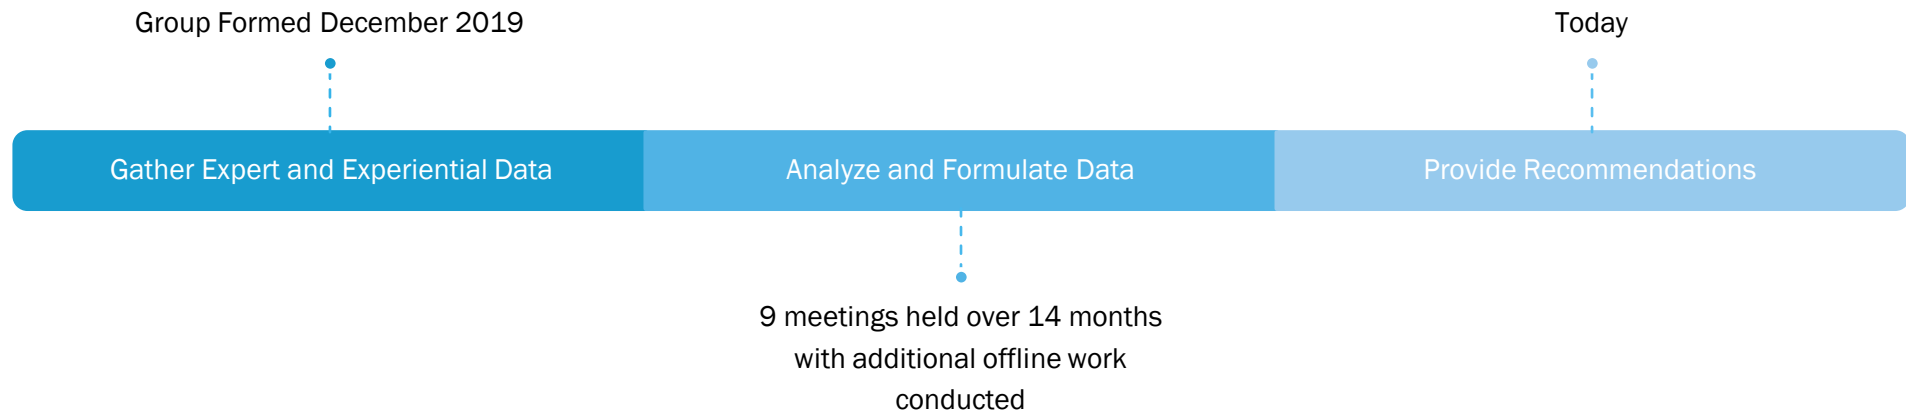 Group Formed December 2019
Today
Gather Expert and Experiential Data
Analyze and Formulate Data
Provide Recommendations
9 meetings held over 14 months
with additional offline work
conducted